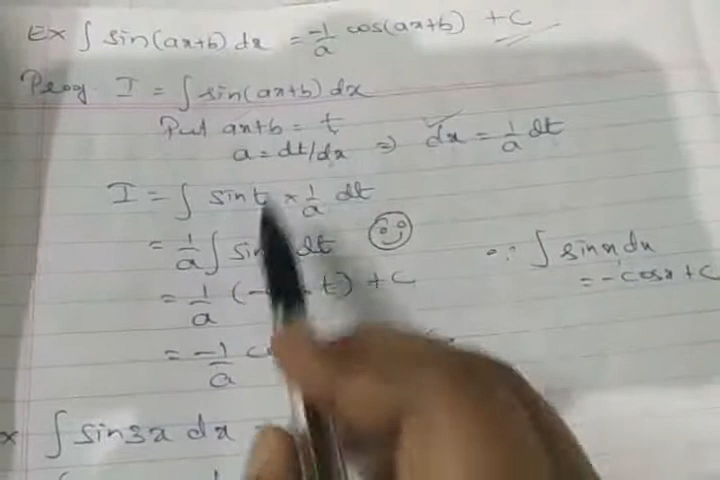 Ex ∫ sin(ax+b) dx = -1/a cos(ax+b) + C
Proof. I = ∫ sin(ax+b) dx
Put ax+b = t
a = dt/dx ⇒ dx = 1/a dt
I = ∫ sin t × 1/a dt
= 1/a ∫ sin dt
∵ ∫ sin x dx
= -cos x + C
= 1/a (- t) + C
= -1/a
x ∫ sin3x dx =